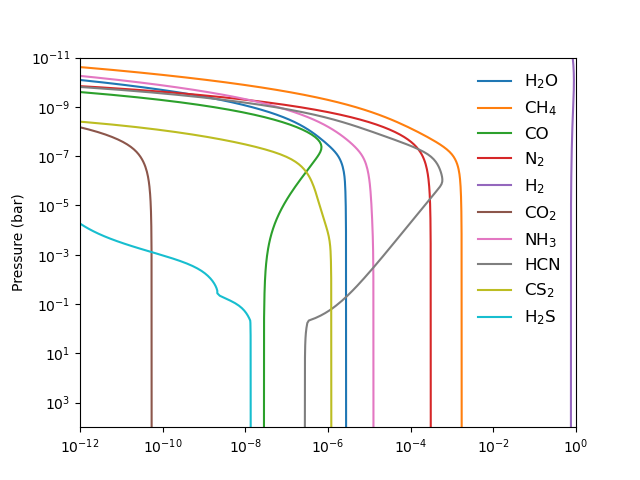 10⁻¹¹
10⁻⁹
10⁻⁷
10⁻⁵
10⁻³
10⁻¹
10¹
10³
Pressure (bar)
10⁻¹² 10⁻¹⁰ 10⁻⁸ 10⁻⁶ 10⁻⁴ 10⁻² 10⁰
H₂O
CH₄
CO
N₂
H₂
CO₂
NH₃
HCN
CS₂
H₂S